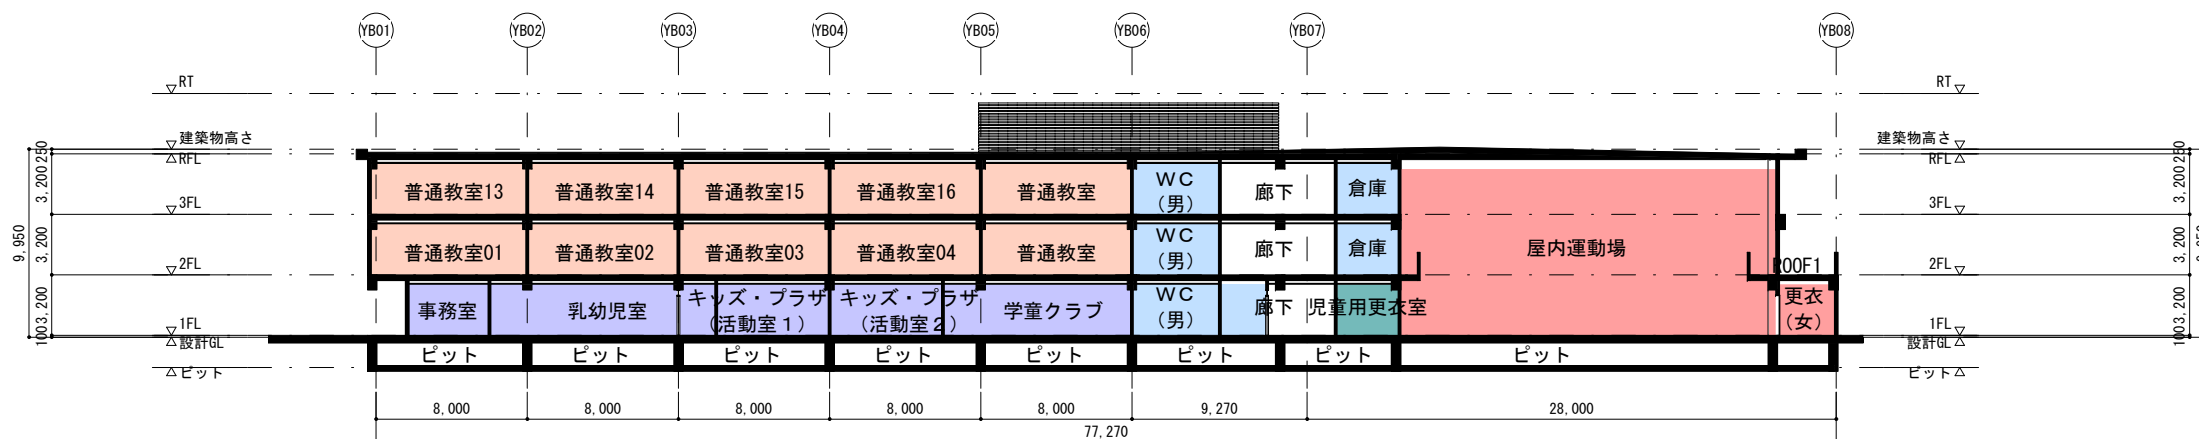 YB01 YB02 YB03 YB04 YB05 YB06 YB07 YB08
RT RT
建築物高さ 建築物高さ
RFL RFL
250 250
普通教室13 普通教室14 普通教室15 普通教室16 普通教室 WC 廊下 倉庫
(男)
3,200 3,200
3FL 3FL
普通教室01 普通教室02 普通教室03 普通教室04 普通教室 WC 廊下 倉庫 屋内運動場
(男)
9,950 3,200 3,200
2FL 2FL
ROOF1
事務室 乳幼児室 キッズ・プラザ キッズ・プラザ 学童クラブ WC 廊下 児童用更衣室 更衣
(活動室1) (活動室2) (男) (女)
3,200 3,200
1FL 1FL
100 100
設計GL 設計GL
ピット ピット ピット ピット ピット ピット ピット ピット
ピット ピット
8,000 8,000 8,000 8,000 8,000 9,270 28,000
77,270